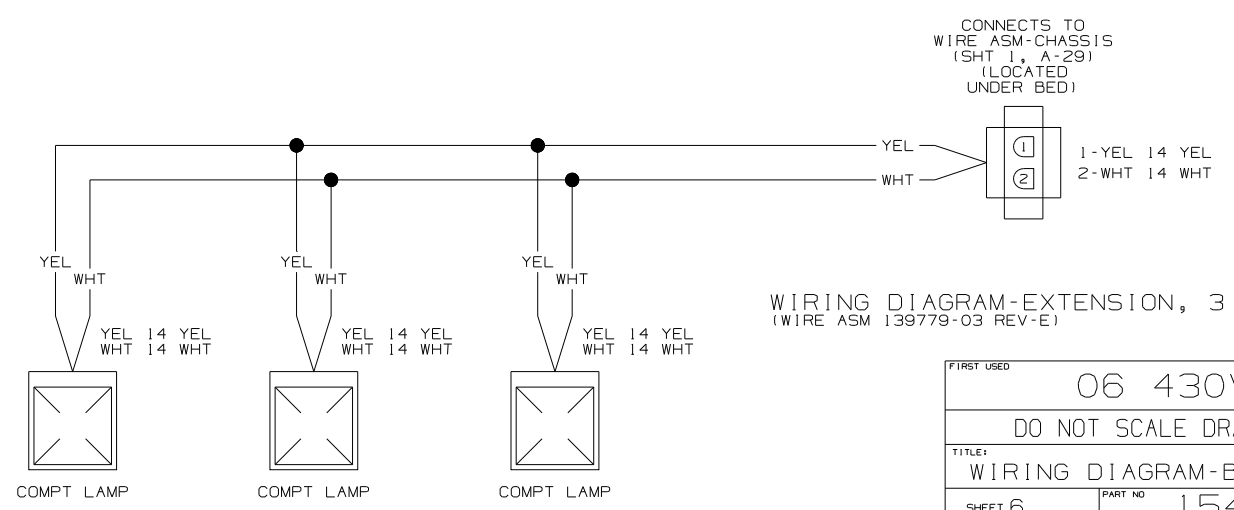 CONNECTS TO
WIRE ASM-CHASSIS
(SHT 1, A-29)
(LOCATED
UNDER BED)
YEL
WHT
1
2
1-YEL 14 YEL
2-WHT 14 WHT
YEL
WHT
YEL
WHT
YEL
WHT
YEL 14 YEL
WHT 14 WHT
YEL 14 YEL
WHT 14 WHT
YEL 14 YEL
WHT 14 WHT
COMPT LAMP
COMPT LAMP
COMPT LAMP
WIRING DIAGRAM-EXTENSION, 3
(WIRE ASM 139779-03 REV-E)
FIRST USED
06 430
DO NOT SCALE
TITLE:
WIRING
SHEET 6
PART NO